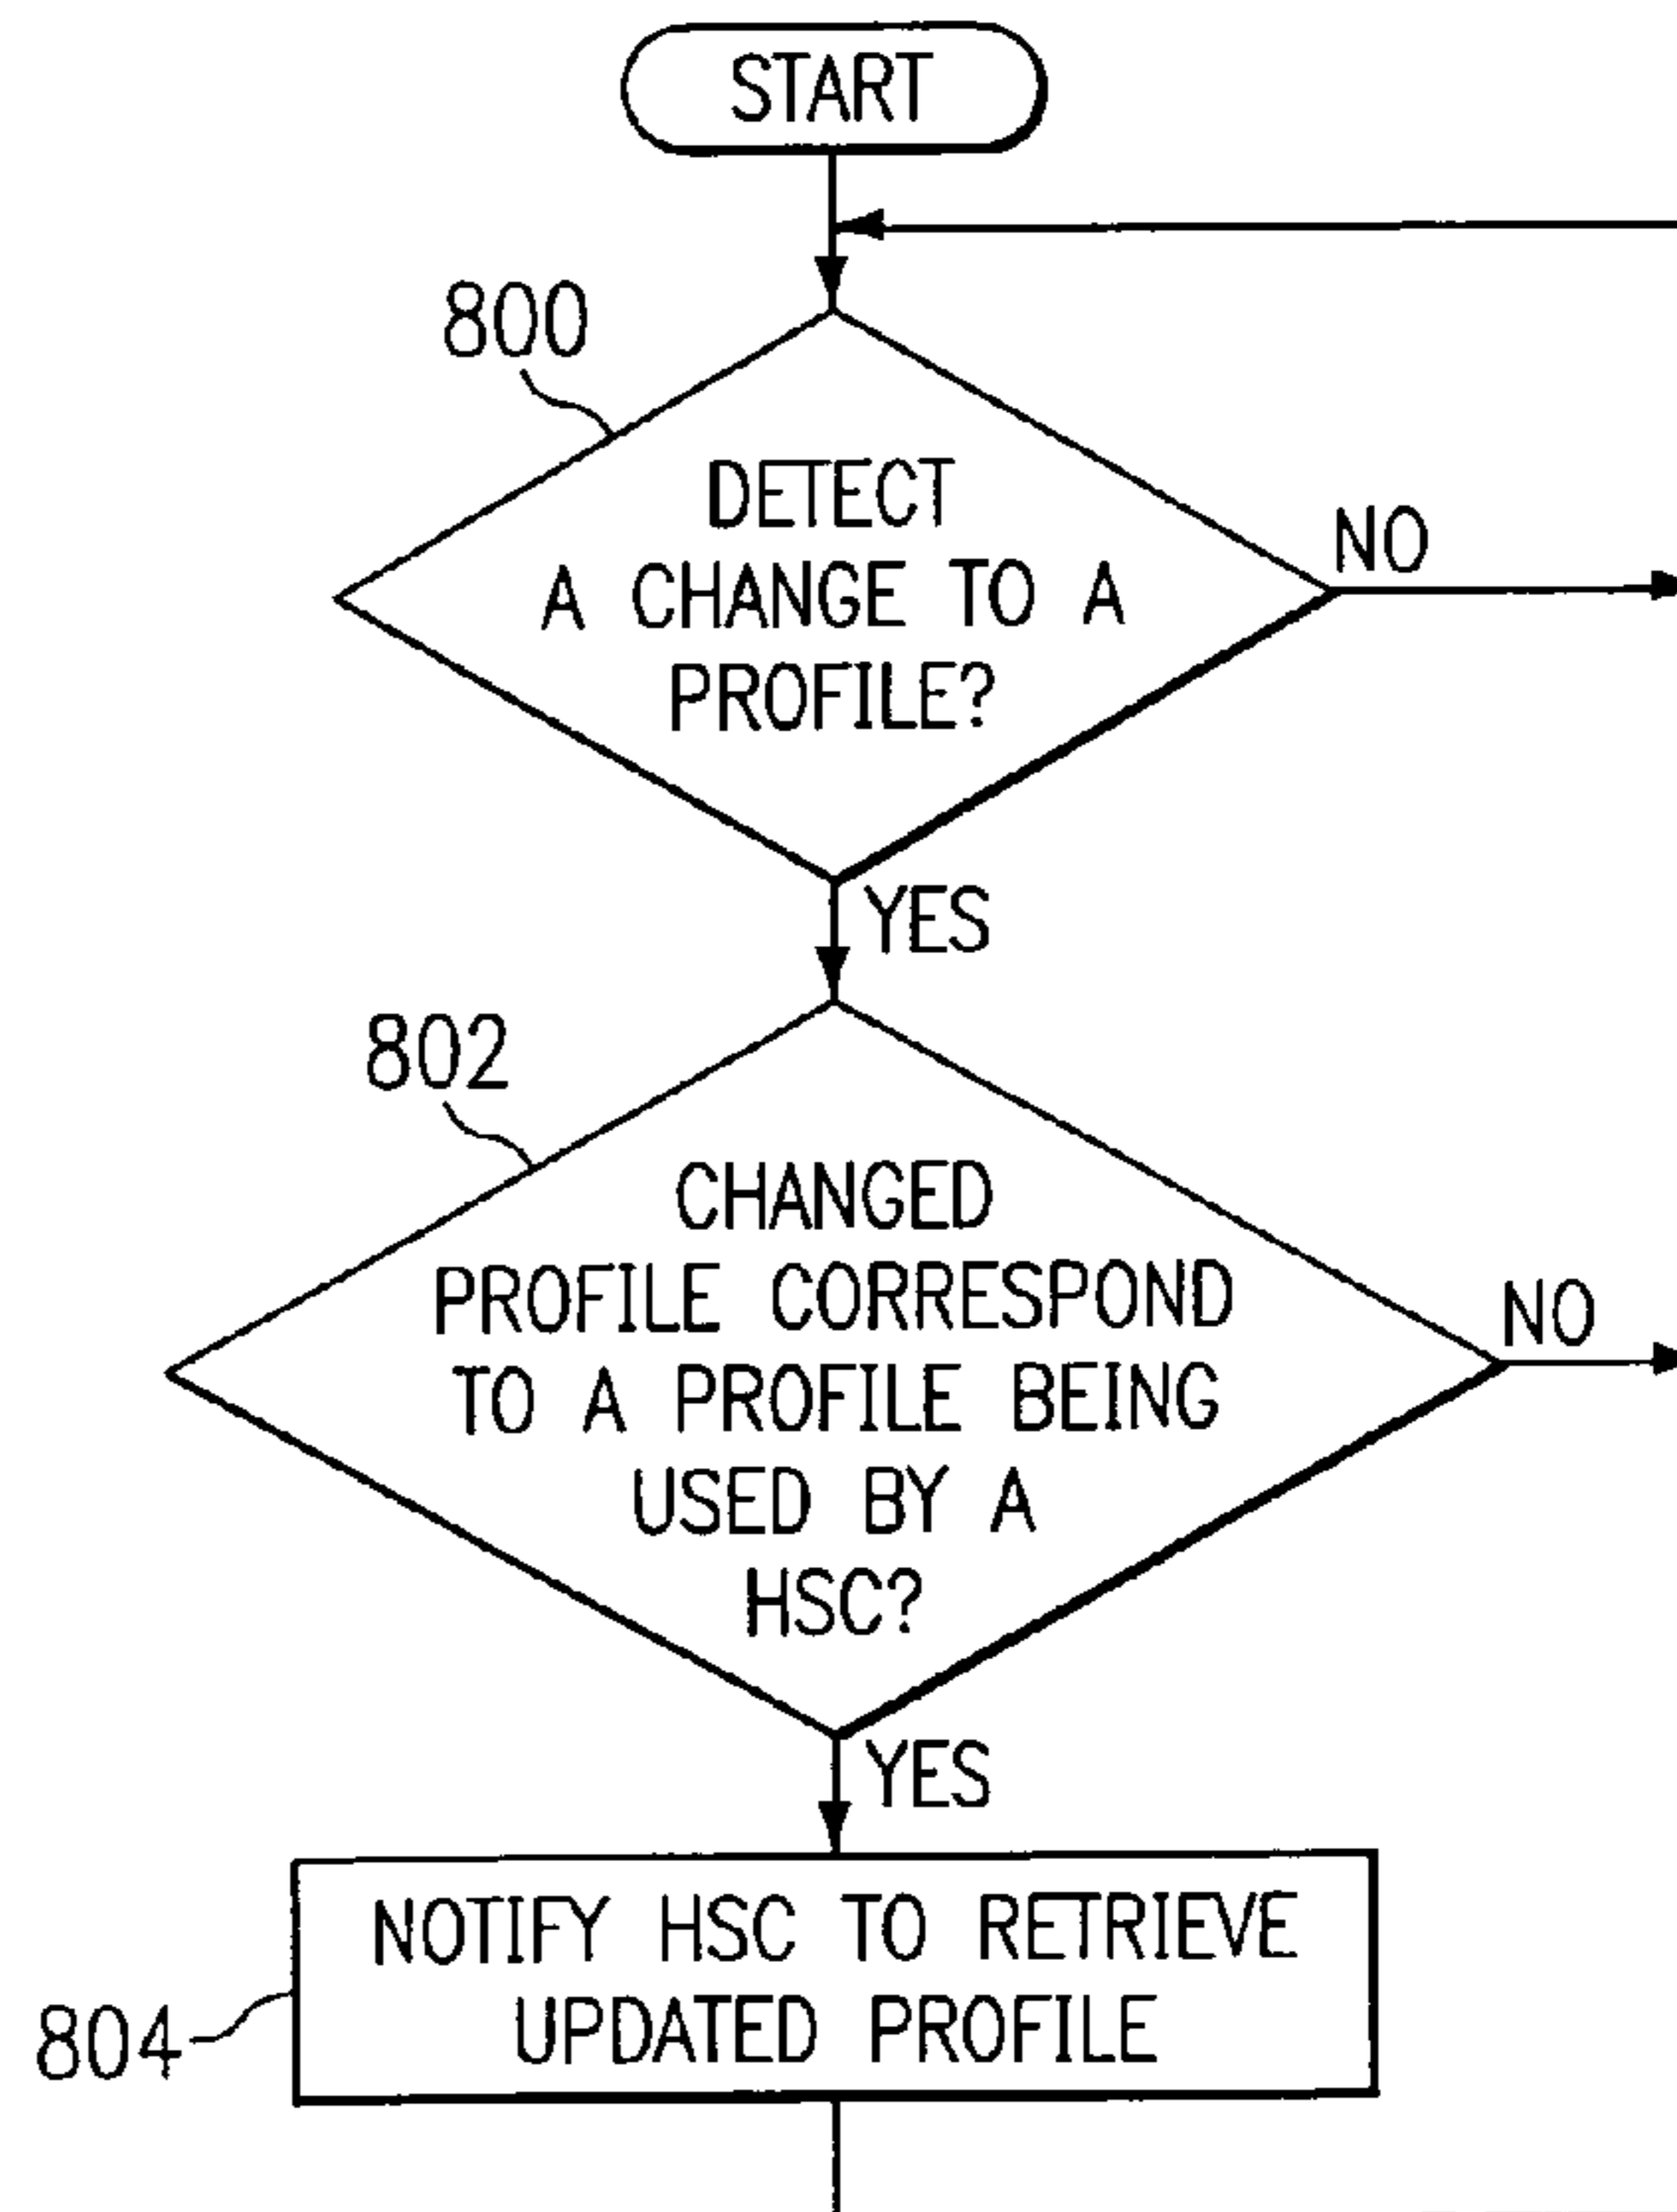 START
800
DETECT
A CHANGE TO A
PROFILE?
NO
YES
802
CHANGED
PROFILE CORRESPOND
TO A PROFILE BEING
USED BY A
HSC?
NO
YES
NOTIFY HSC TO RETRIEVE
UPDATED PROFILE
804